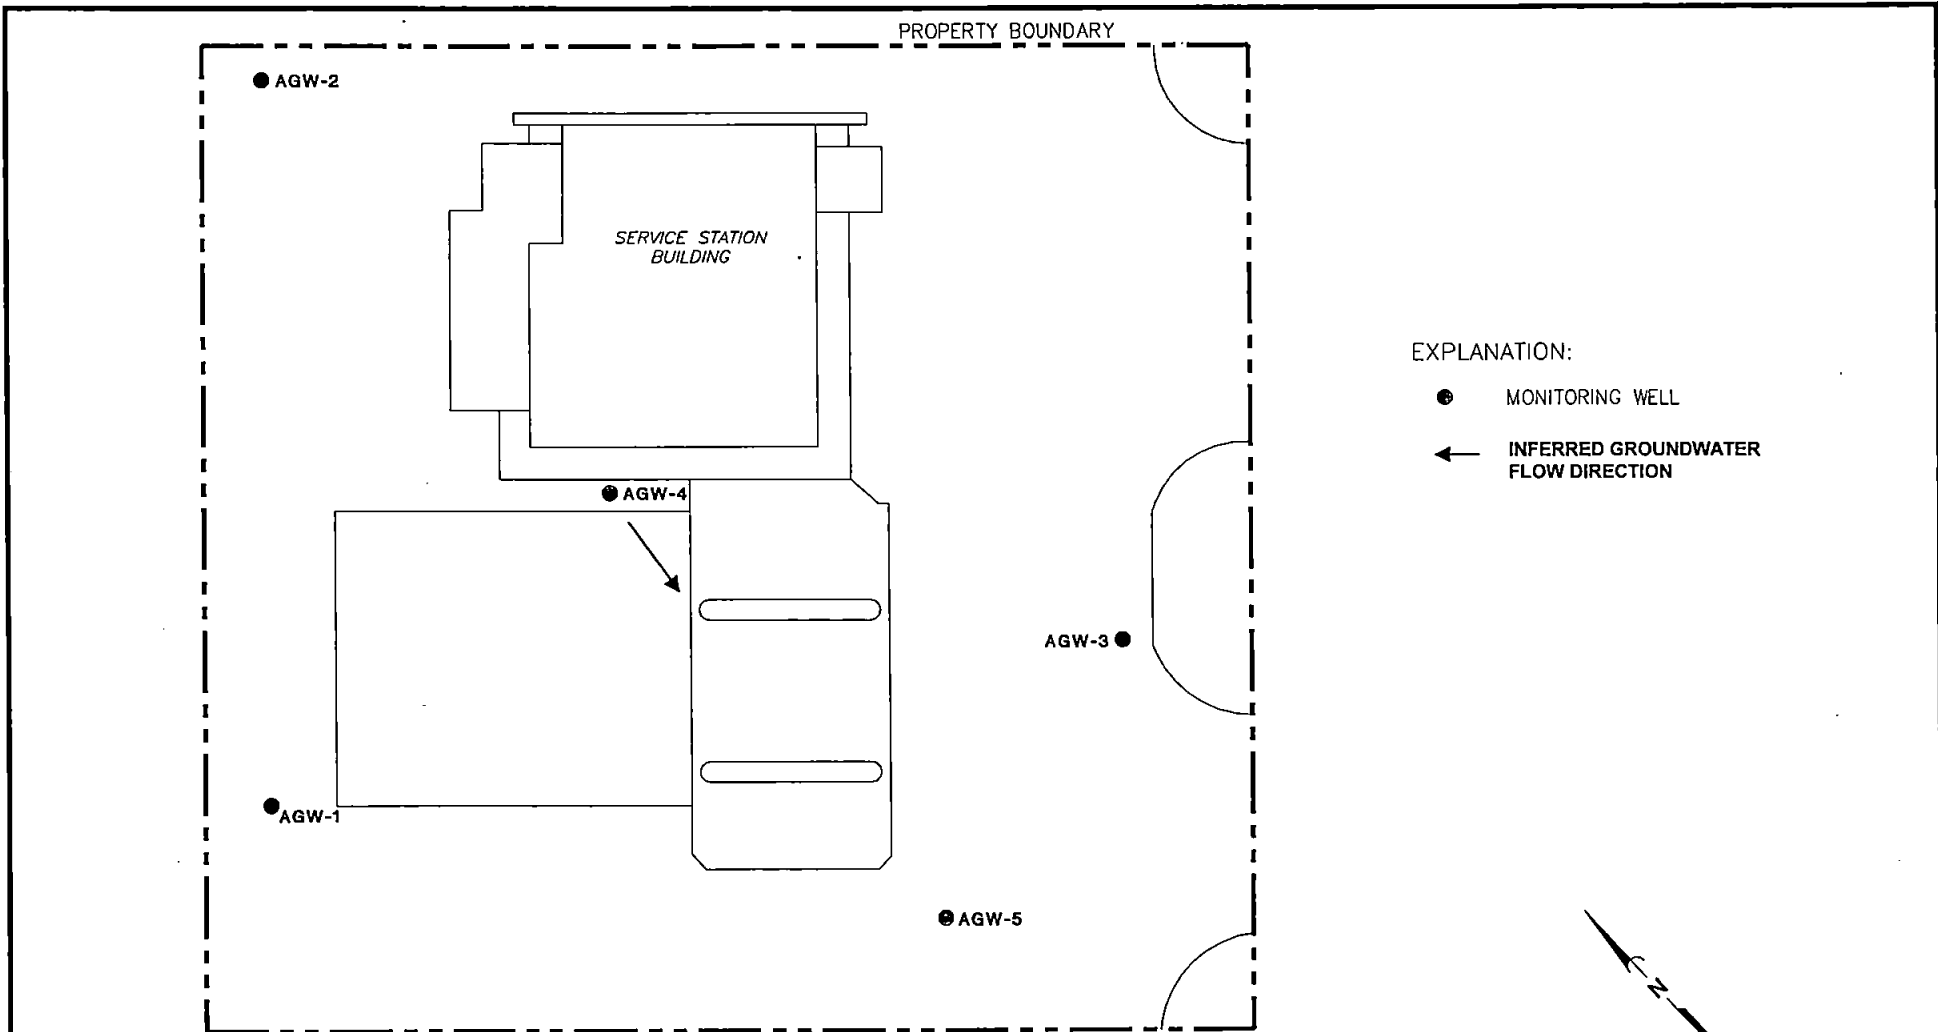 PROPERTY BOUNDARY
AGW-2
SERVICE STATION
BUILDING
EXPLANATION:
MONITORING WELL
INFERRED GROUNDWATER
FLOW DIRECTION
AGW-4
AGW-3
AGW-1
AGW-5
N